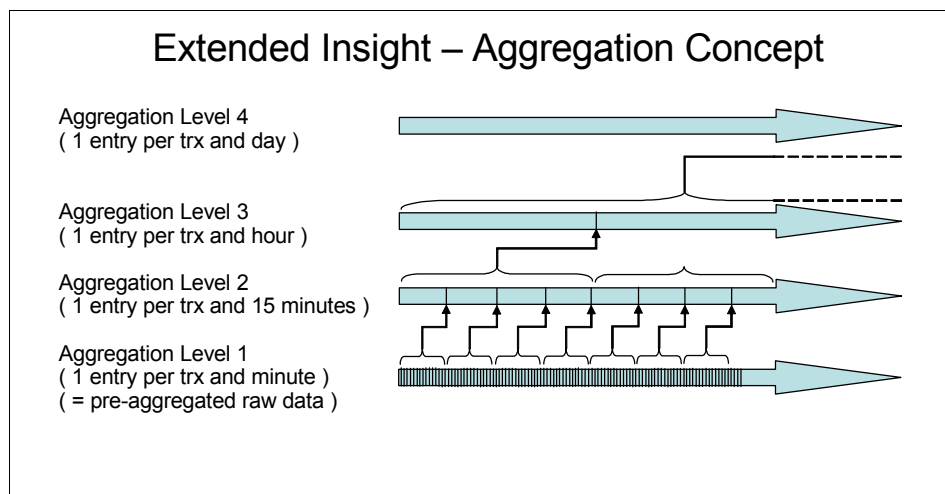 Extended Insight – Aggregation Concept
Aggregation Level 4
( 1 entry per trx and day )
Aggregation Level 3
( 1 entry per trx and hour )
Aggregation Level 2
( 1 entry per trx and 15 minutes )
Aggregation Level 1
( 1 entry per trx and minute )
( = pre-aggregated raw data )